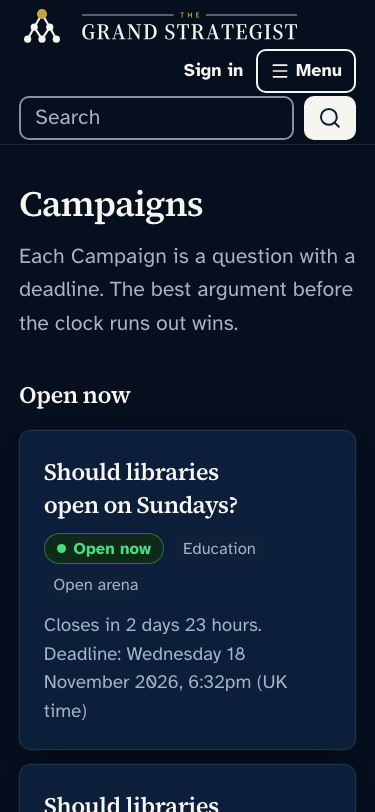 THE
GRAND STRATEGIST
Sign in
Menu
Search
Campaigns
Each Campaign is a question with a
deadline. The best argument before
the clock runs out wins.
Open now
Should libraries
open on Sundays?
Open now
Education
Open arena
Closes in 2 days 23 hours.
Deadline: Wednesday 18
November 2026, 6:32pm (UK
time)
Should libraries